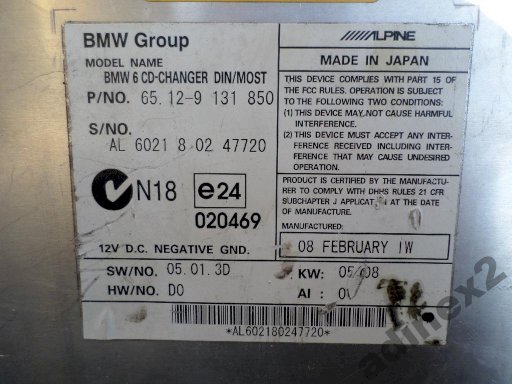 BMW Group
MODEL NAME
BMW 6 CD-CHANGER DIN/MOST
P/NO. 65.12-9 131 850
S/NO.
AL 6021 8 02 47720
N18
e24
020469
12V D.C. NEGATIVE GND.
SW/NO. 05.01.3D
HW/NO. D0
KW: 05/08
AI : 0
*AL602180247720*
ALPINE
MADE IN JAPAN
THIS DEVICE COMPLIES WITH PART 15 OF
THE FCC RULES. OPERATION IS SUBJECT
TO THE FOLLOWING TWO CONDITIONS:
(1) THIS DEVICE MAY NOT CAUSE HARMFUL
INTERFERENCE.
(2) THIS DEVICE MUST ACCEPT ANY INTER-
FERENCE RECEIVED INCLUDING INTERF-
ERENCE THAT MAY CAUSE UNDESIRED
OPERATION.
PRODUCT IS CERTIFIED BY THE MANUFACTU-
RER TO COMPLY WITH DHHS RULES 21 CFR
SUBCHAPTER J APPLICAT AT THE DATE
OF MANUFACTURE.
MANUFACTURED:
08 FEBRUARY IW
adinex2